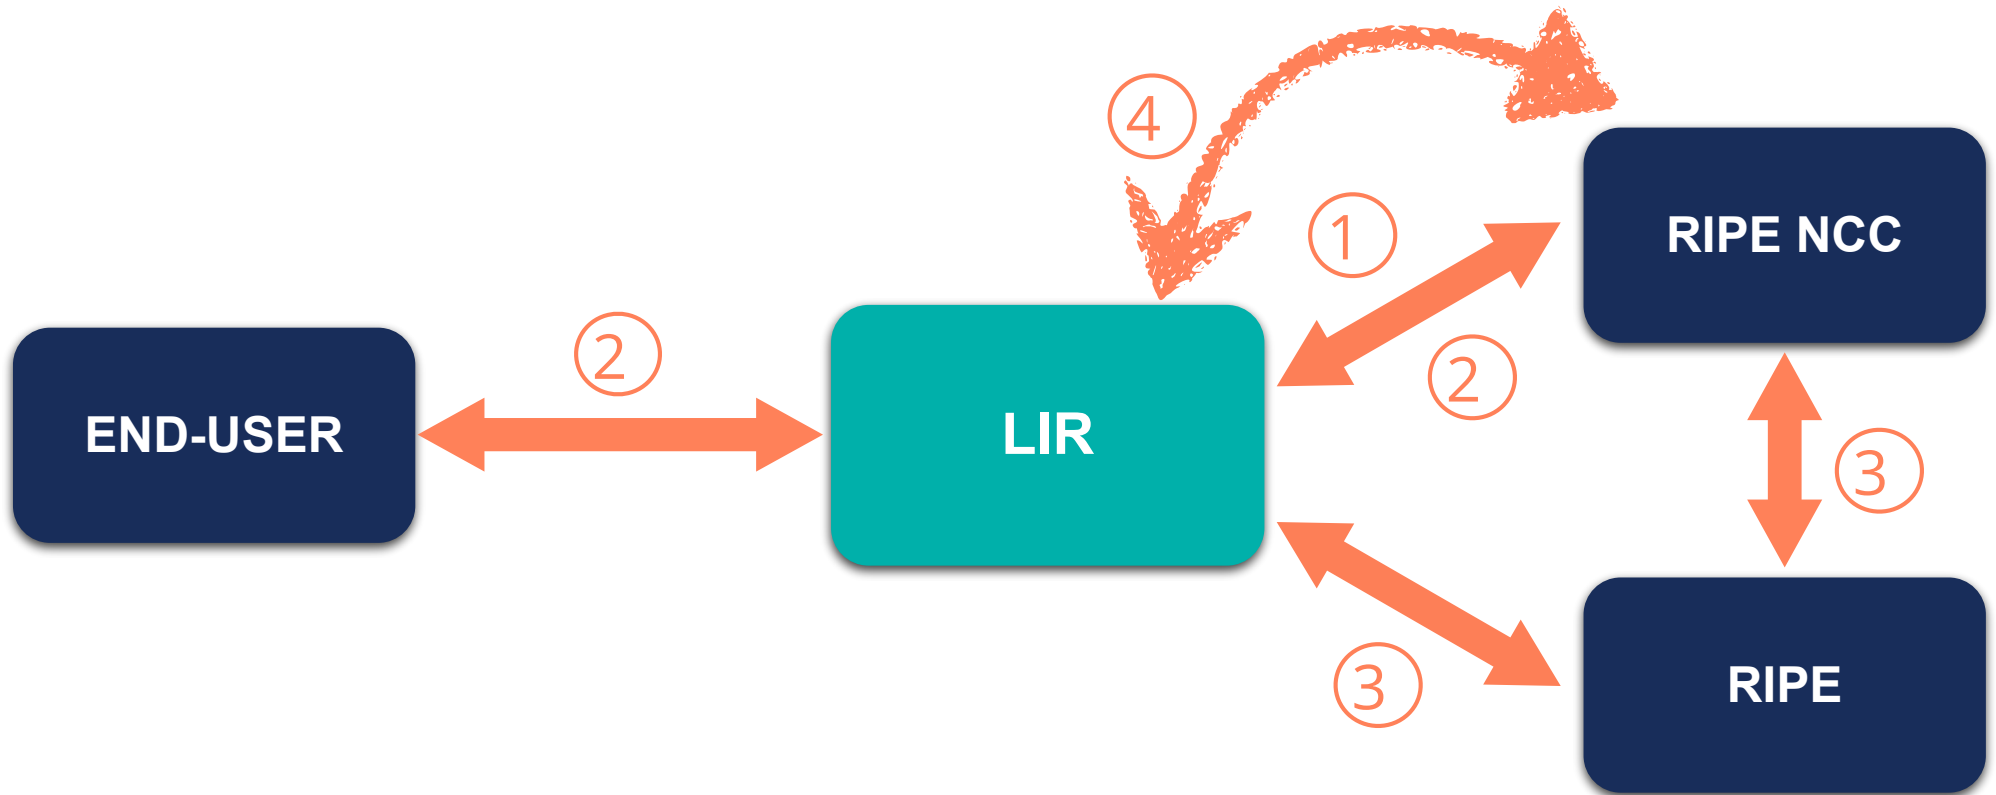 ④
①
RIPE NCC
②
②
END-USER
LIR
③
③
RIPE